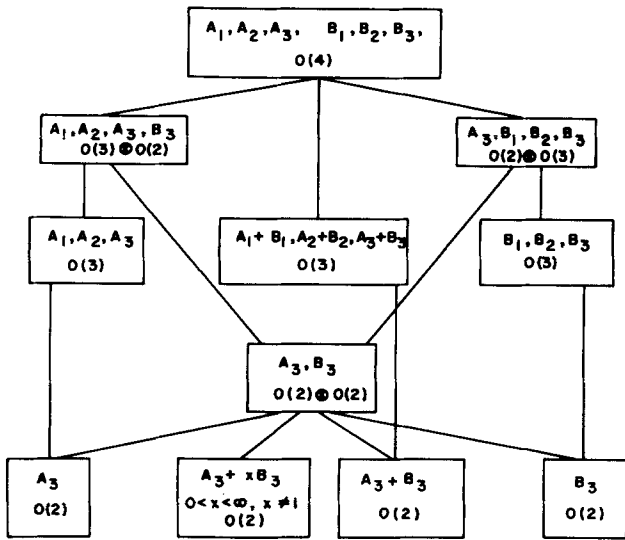 A₁, A₂, A₃, B₁, B₂, B₃,
O(4)
A₁, A₂, A₃, B₃
O(3)⊕O(2)
A₃, B₁, B₂, B₃
O(2)⊕O(3)
A₁, A₂, A₃
O(3)
A₁+ B₁, A₂+B₂, A₃+B₃
O(3)
B₁, B₂, B₃
O(3)
A₃, B₃
O(2)⊕O(2)
A₃
O(2)
A₃+ xB₃
0<x<∞, x≠1
O(2)
A₃+B₃
O(2)
B₃
O(2)